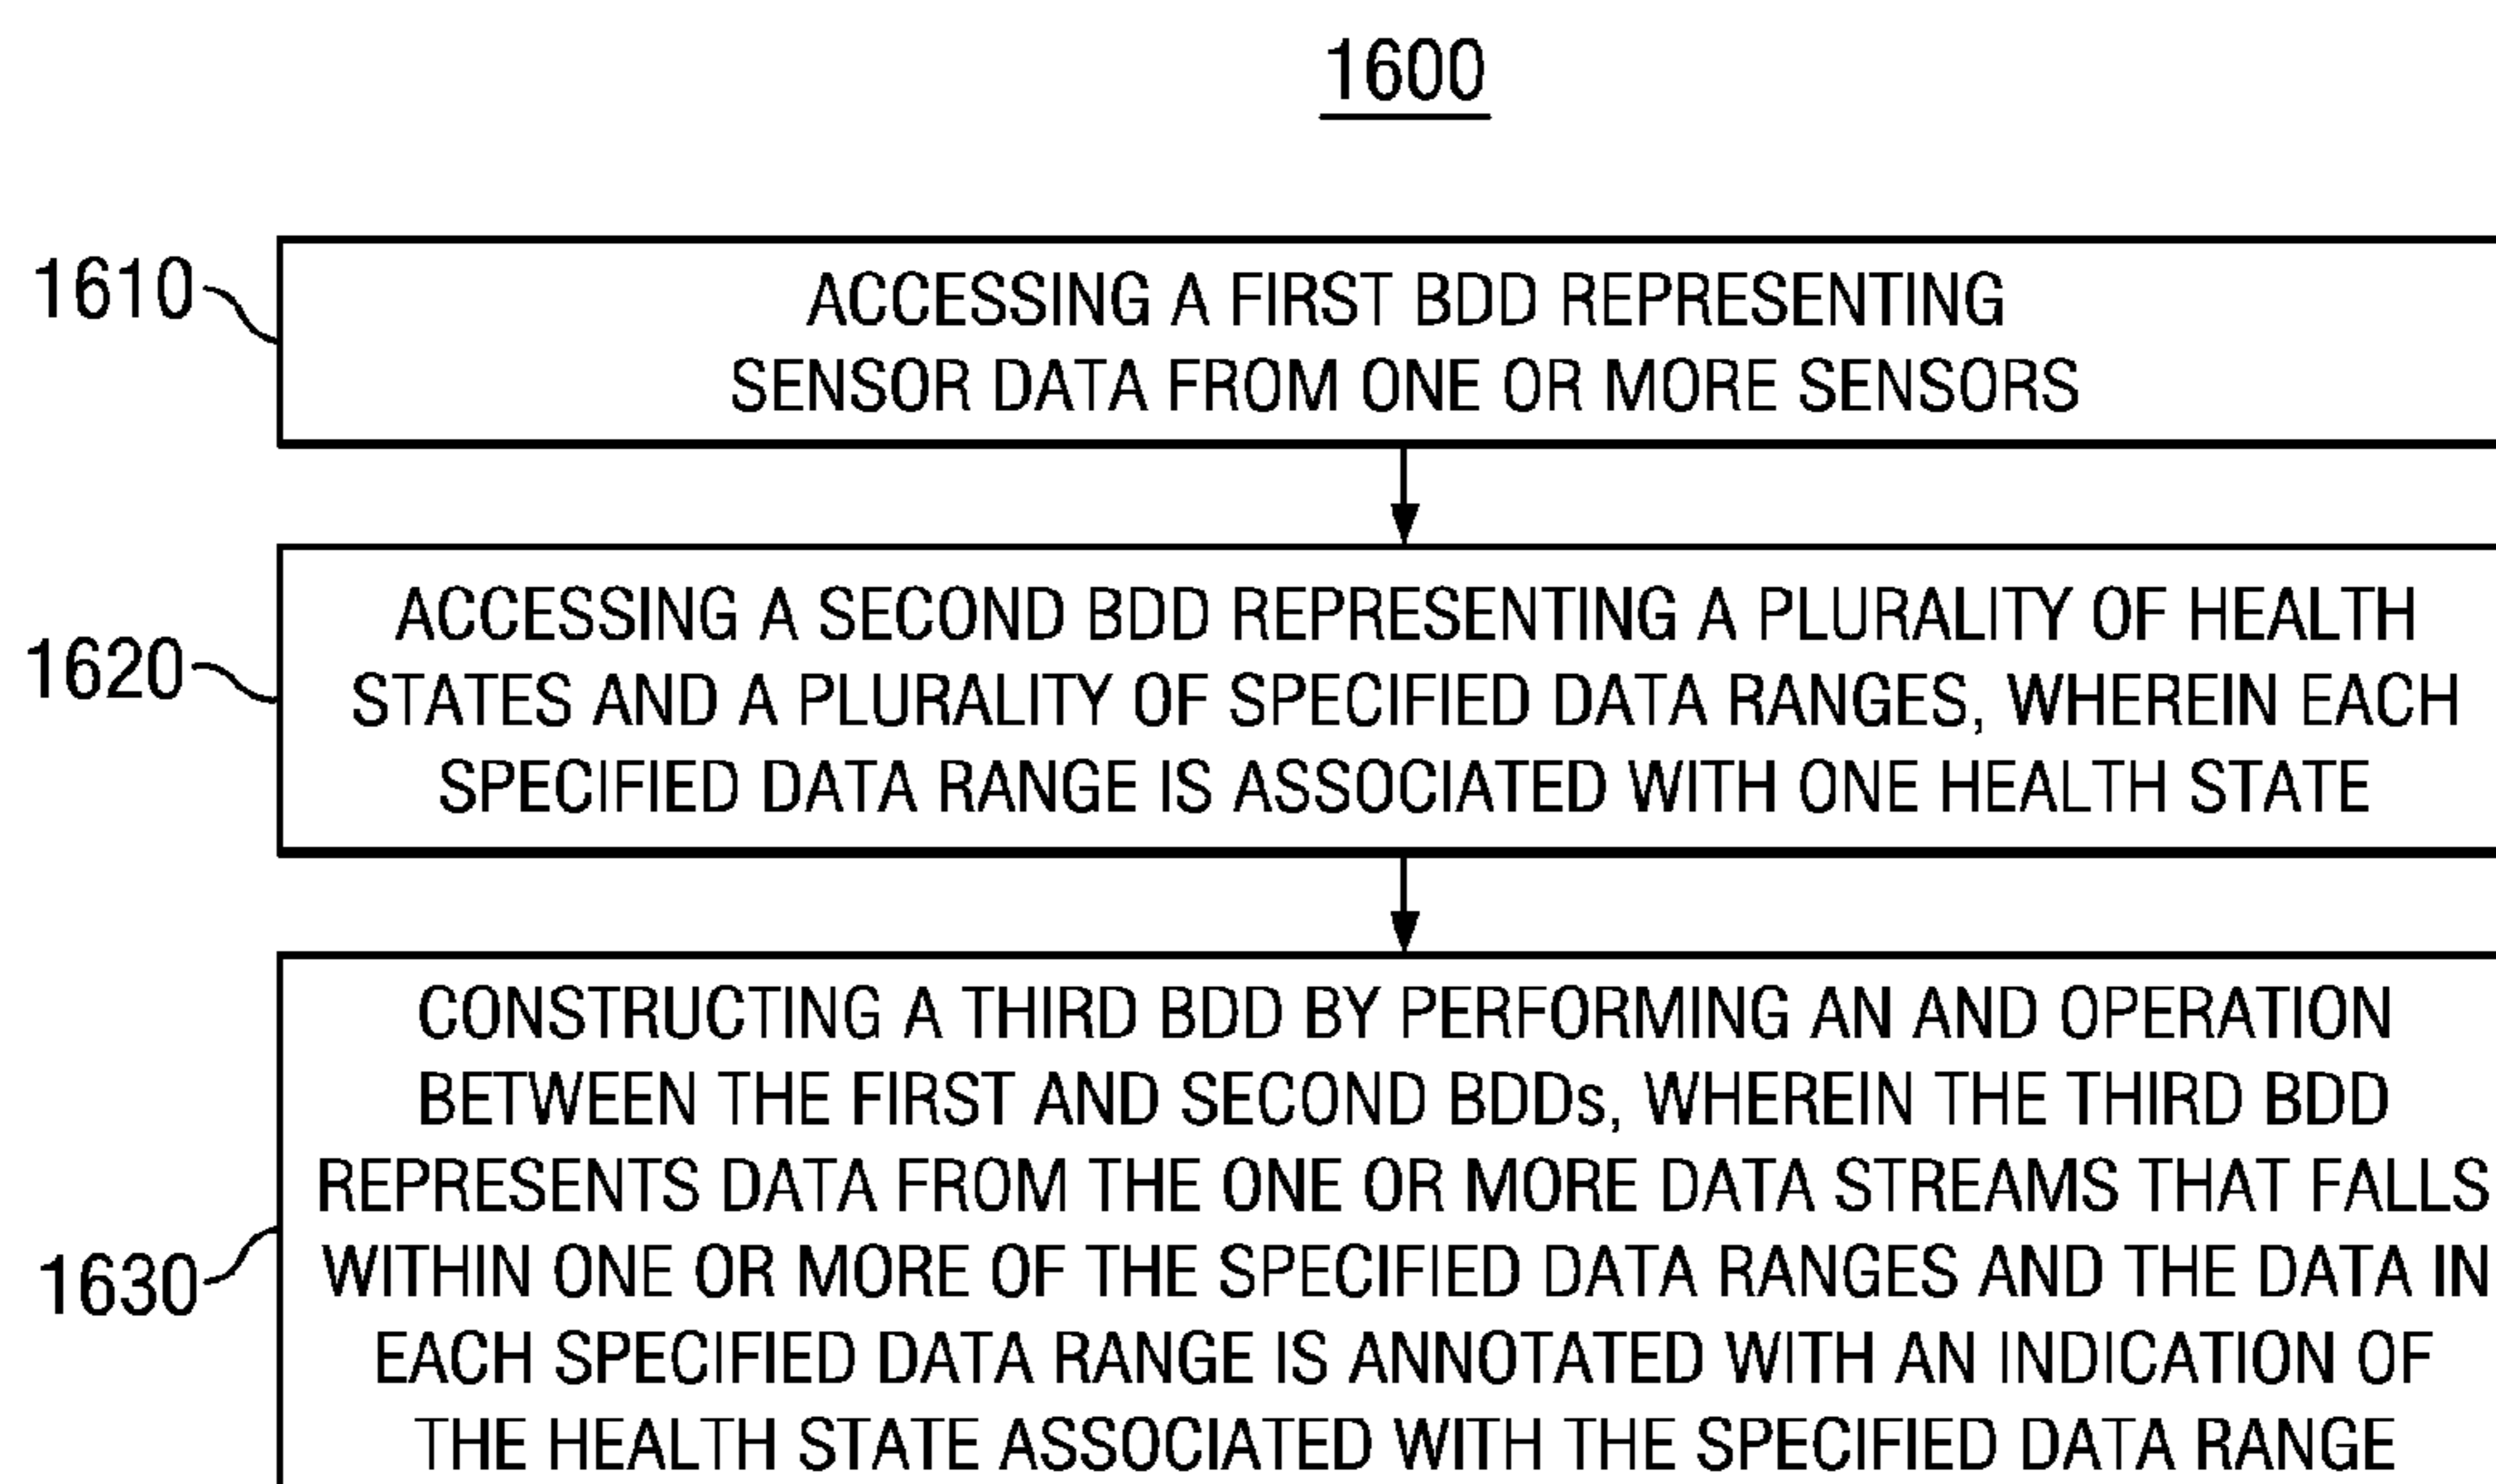 1600
1610
ACCESSING A FIRST BDD REPRESENTING
SENSOR DATA FROM ONE OR MORE SENSORS
1620
ACCESSING A SECOND BDD REPRESENTING A PLURALITY OF HEALTH
STATES AND A PLURALITY OF SPECIFIED DATA RANGES, WHEREIN EACH
SPECIFIED DATA RANGE IS ASSOCIATED WITH ONE HEALTH STATE
1630
CONSTRUCTING A THIRD BDD BY PERFORMING AN AND OPERATION
BETWEEN THE FIRST AND SECOND BDDs, WHEREIN THE THIRD BDD
REPRESENTS DATA FROM THE ONE OR MORE DATA STREAMS THAT FALLS
WITHIN ONE OR MORE OF THE SPECIFIED DATA RANGES AND THE DATA IN
EACH SPECIFIED DATA RANGE IS ANNOTATED WITH AN INDICATION OF
THE HEALTH STATE ASSOCIATED WITH THE SPECIFIED DATA RANGE